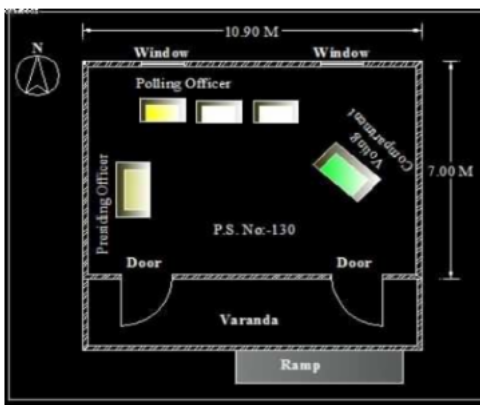 10.90 M
N
Window
Window
Polling Officer
Voting
Compartment
7.00 M
Presiding Officer
P.S. No:-130
Door
Door
Varanda
Ramp